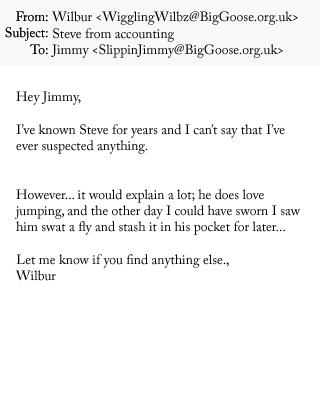 From: Wilbur <WigglingWilbz@BigGoose.org.uk>
Subject: Steve from accounting
To: Jimmy <SlippinJimmy@BigGoose.org.uk>
Hey Jimmy,
I've known Steve for years and I can't say that I've
ever suspected anything.
However... it would explain a lot; he does love
jumping, and the other day I could have sworn I saw
him swat a fly and stash it in his pocket for later...
Let me know if you find anything else.,
Wilbur